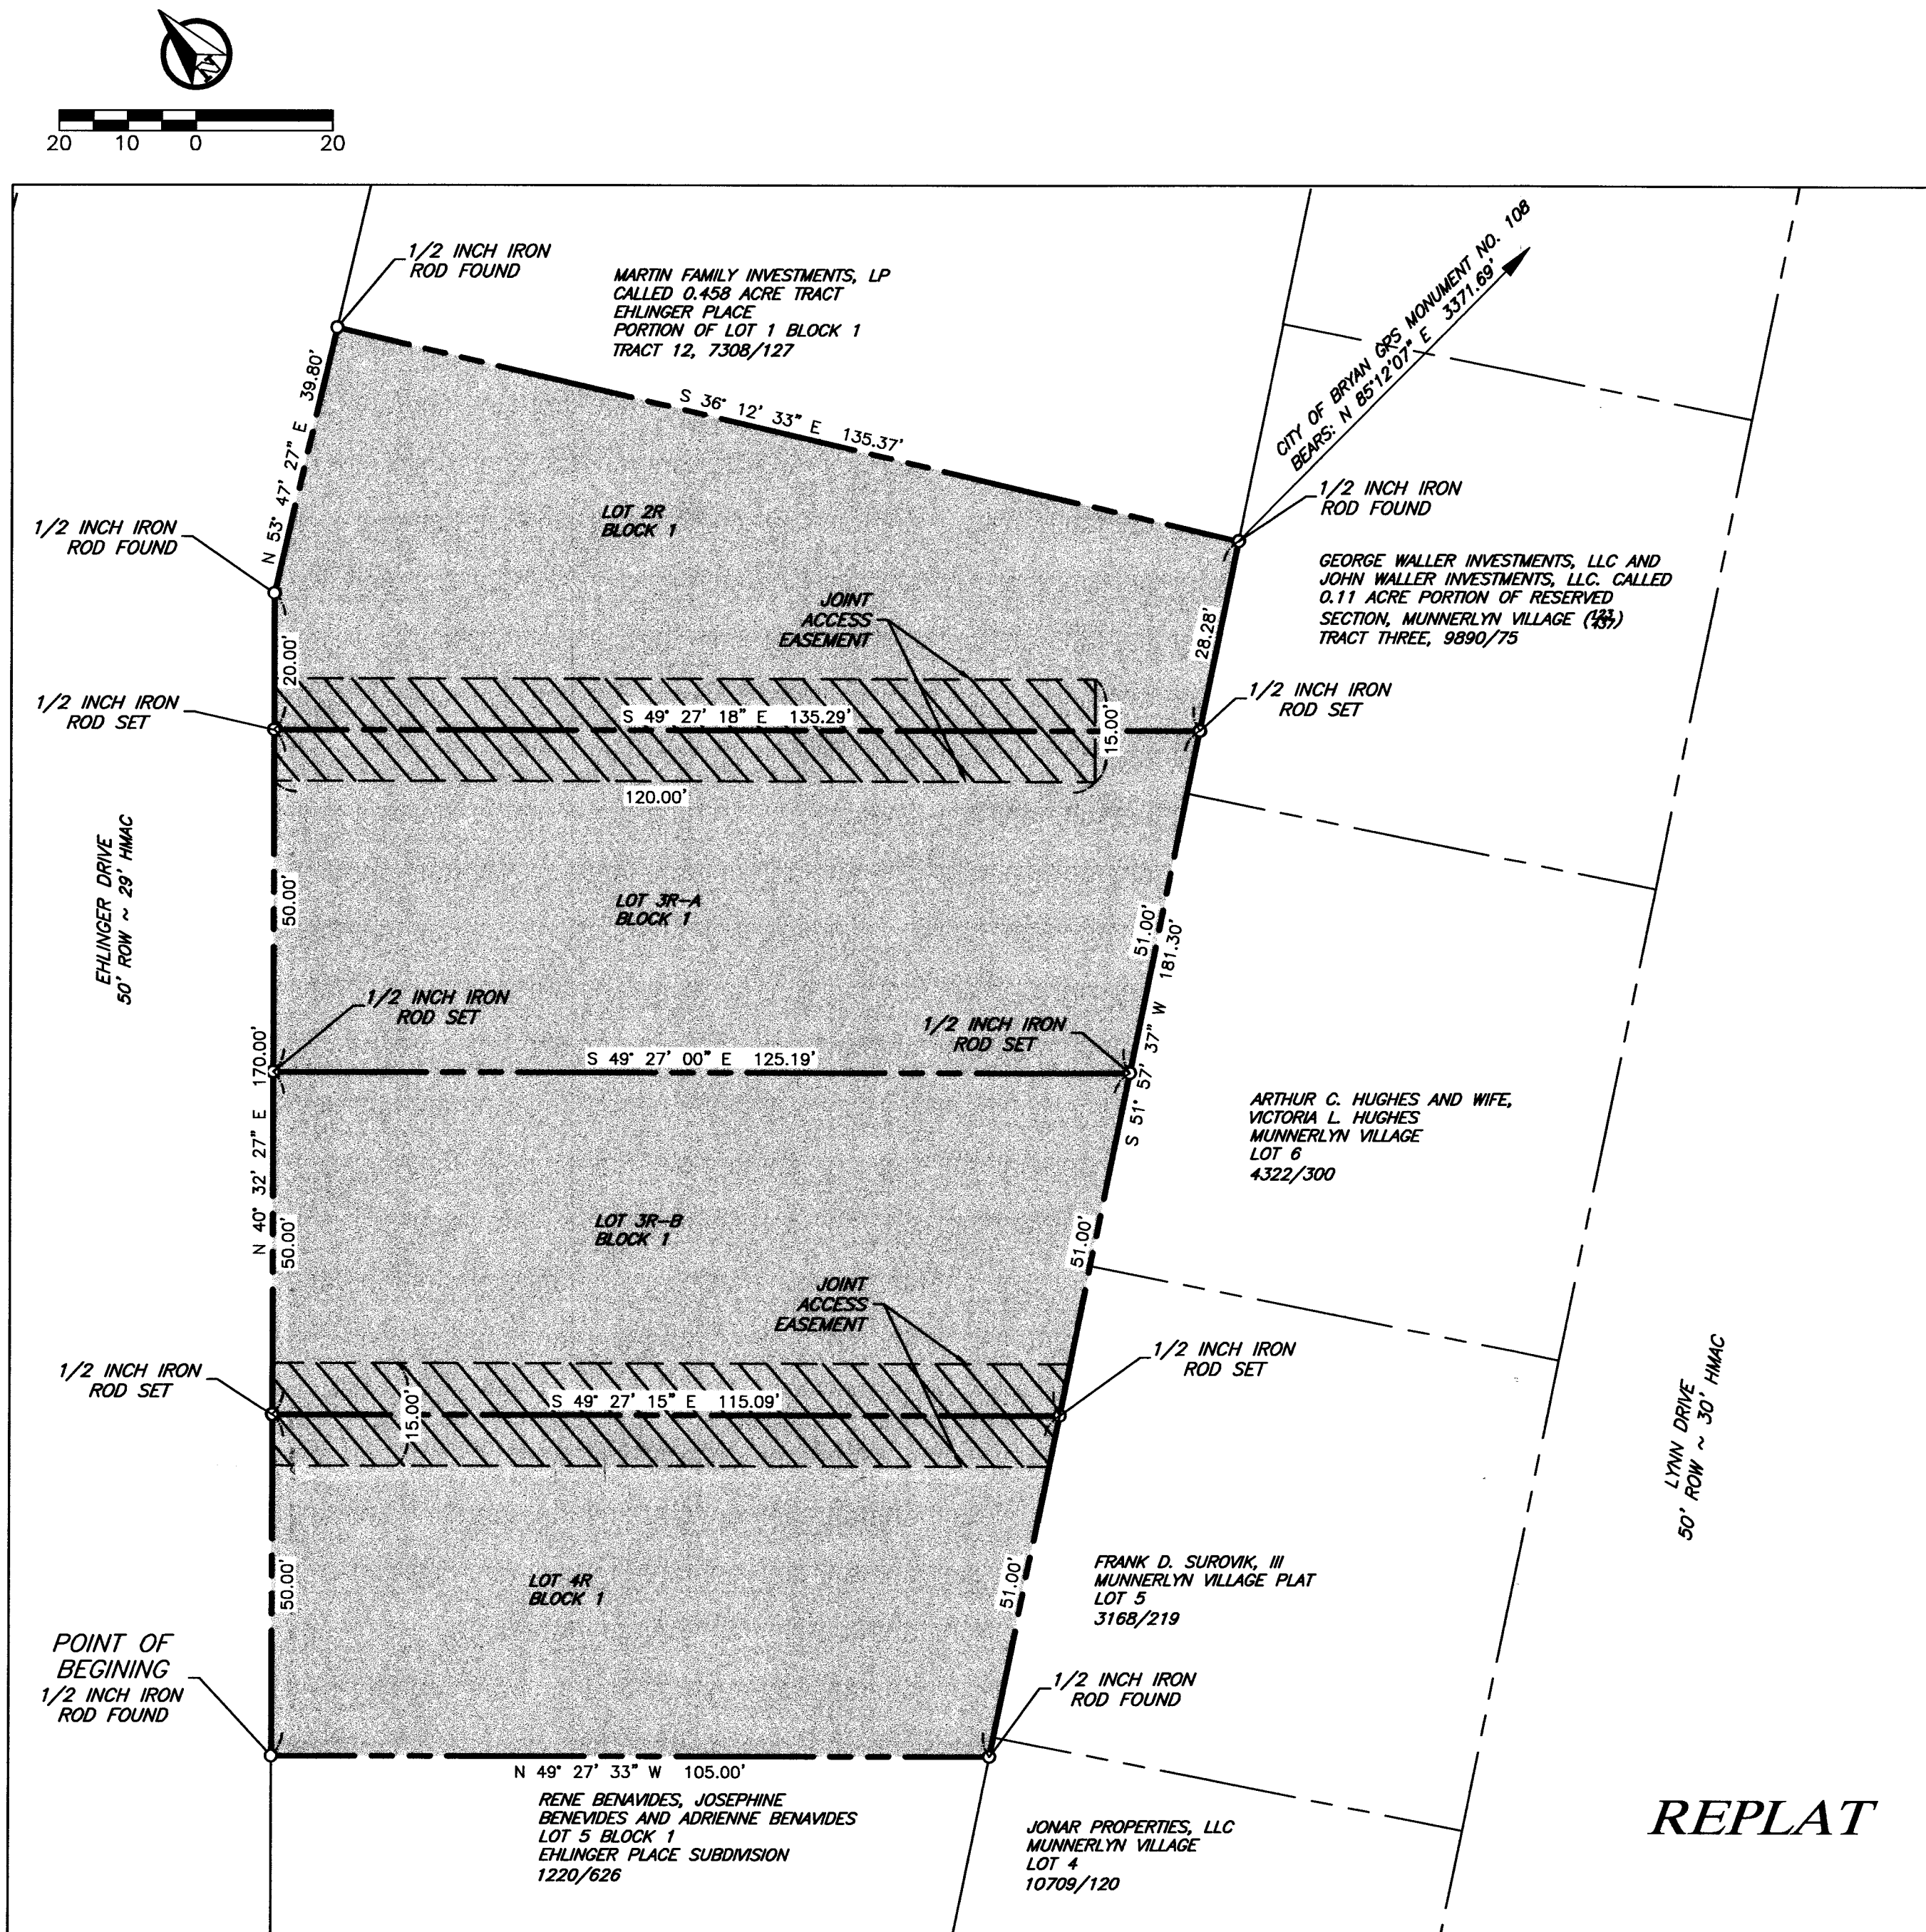 N
20 10 0 20
1/2 INCH IRON
ROD FOUND
MARTIN FAMILY INVESTMENTS, LP
CALLED 0.458 ACRE TRACT
EHLINGER PLACE
PORTION OF LOT 1 BLOCK 1
TRACT 12, 7308/127
CITY OF BRYAN GPS MONUMENT NO. 108
BEARS: N 85°12'07" E 3371.69'
N 53° 47' 27" E 39.80'
S 36° 12' 33" E 135.37'
1/2 INCH IRON
ROD FOUND
LOT 2R
BLOCK 1
1/2 INCH IRON
ROD FOUND
GEORGE WALLER INVESTMENTS, LLC AND
JOHN WALLER INVESTMENTS, LLC. CALLED
0.11 ACRE PORTION OF RESERVED
SECTION, MUNNERLYN VILLAGE
TRACT THREE, 9890/75
JOINT
ACCESS
EASEMENT
28.28'
20.00'
1/2 INCH IRON
ROD SET
S 49° 27' 18" E 135.29'
15.00'
1/2 INCH IRON
ROD SET
120.00'
EHLINGER DRIVE
50' ROW ~ 29' HMAC
50.00'
LOT 3R-A
BLOCK 1
51.00'
S 51° 57' 37" W 181.30'
1/2 INCH IRON
ROD SET
1/2 INCH IRON
ROD SET
N 40° 32' 27" E 170.00'
S 49° 27' 00" E 125.19'
ARTHUR C. HUGHES AND WIFE,
VICTORIA L. HUGHES
MUNNERLYN VILLAGE
LOT 6
4322/300
50.00'
LOT 3R-B
BLOCK 1
51.00'
JOINT
ACCESS
EASEMENT
1/2 INCH IRON
ROD SET
S 49° 27' 15" E 115.09'
15.00'
1/2 INCH IRON
ROD SET
LYNN DRIVE
50' ROW ~ 30' HMAC
50.00'
LOT 4R
BLOCK 1
51.00'
FRANK D. SUROVIK, III
MUNNERLYN VILLAGE PLAT
LOT 5
3168/219
POINT OF
BEGINING
1/2 INCH IRON
ROD FOUND
1/2 INCH IRON
ROD FOUND
N 49° 27' 33" W 105.00'
RENE BENAVIDES, JOSEPHINE
BENEVIDES AND ADRIENNE BENAVIDES
LOT 5 BLOCK 1
EHLINGER PLACE SUBDIVISION
1220/626
JONAR PROPERTIES, LLC
MUNNERLYN VILLAGE
LOT 4
10709/120
REPLAT